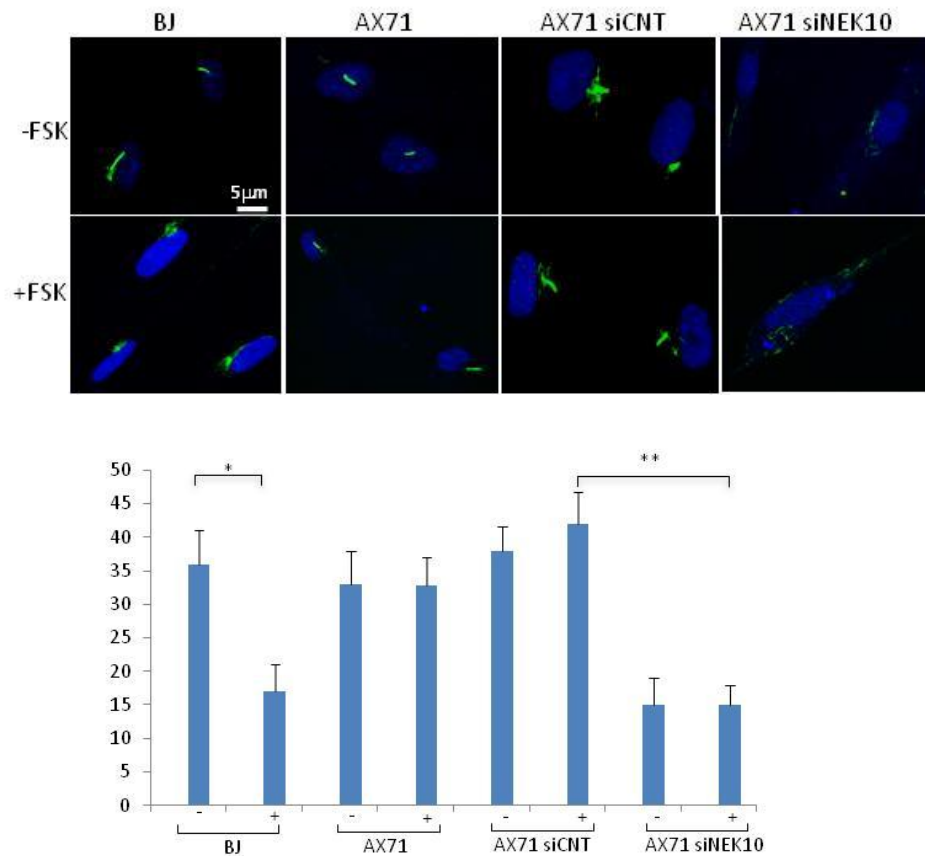 BJ AX71 AX71 siCNT AX71 siNEK10
-FSK
5µm
+FSK
* **
50
45
40
35
30
25
20
15
10
5
0
- + - + - + - +
BJ AX71 AX71 siCNT AX71 siNEK10